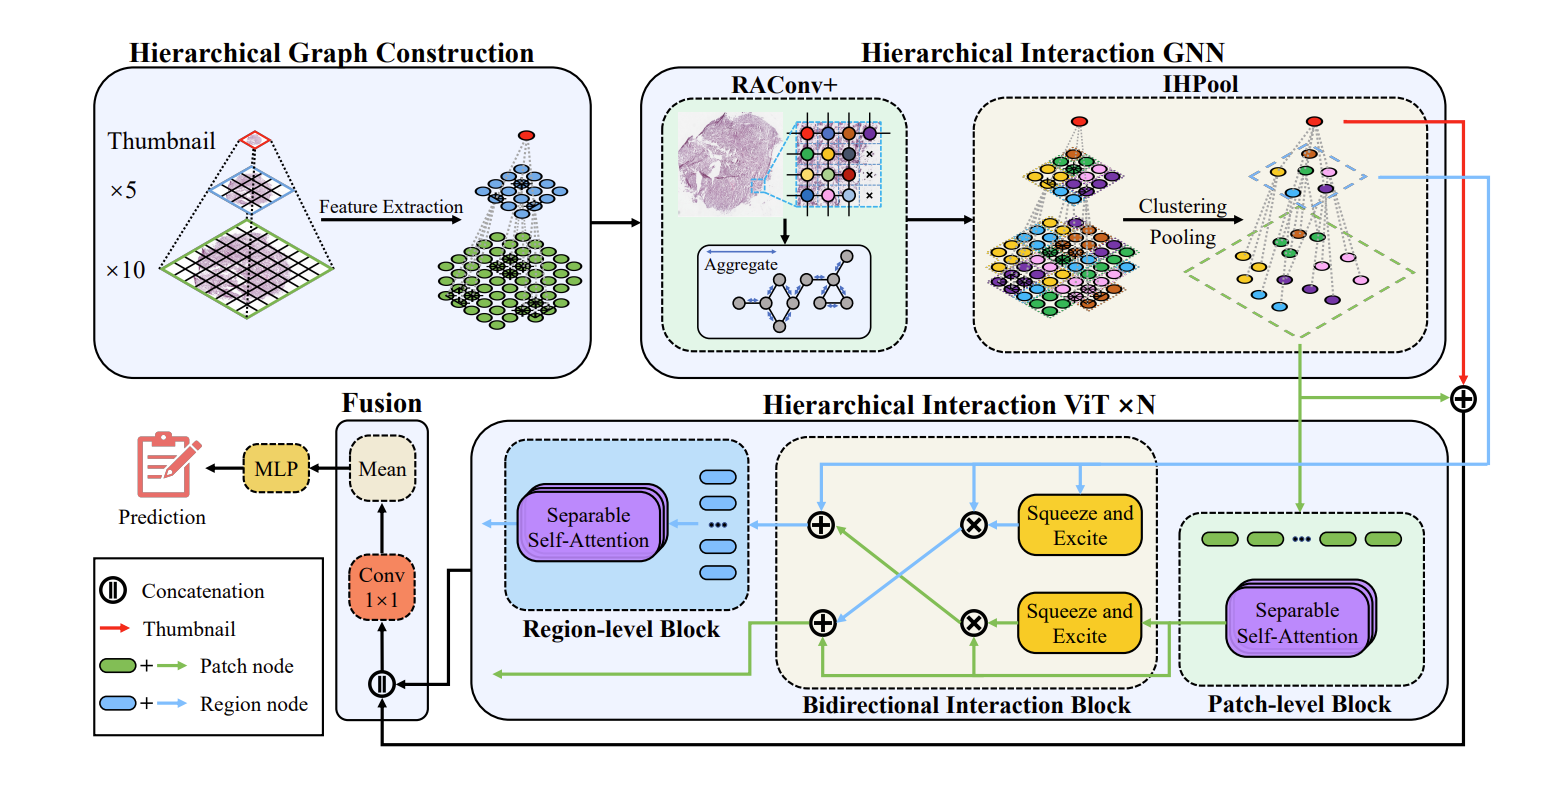 Hierarchical Graph Construction
Thumbnail
×5
×10
Feature Extraction
Hierarchical Interaction GNN
RAConv+
Aggregate
IHPool
Clustering
Pooling
Fusion
Mean
MLP
Prediction
Conv
1×1
Concatenation
Thumbnail
Patch node
Region node
Hierarchical Interaction ViT ×N
Separable
Self-Attention
Region-level Block
Squeeze and
Excite
Squeeze and
Excite
Bidirectional Interaction Block
Separable
Self-Attention
Patch-level Block